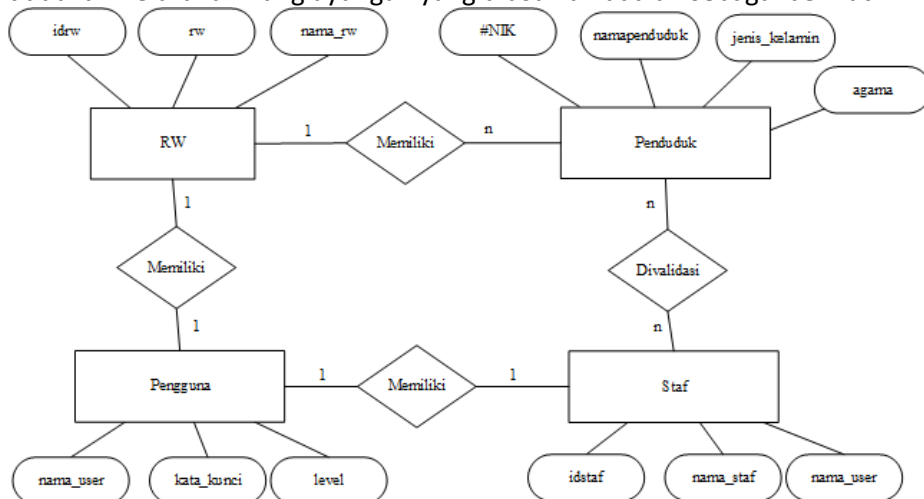 idrw
rw
nama_rw
#NIK
namapenduduk
jenis_kelamin
agama
RW
1
Memiliki
n
Penduduk
1
n
Memiliki
Divalidasi
1
n
Pengguna
1
Memiliki
1
Staf
nama_user
kata_kunci
level
idstaf
nama_staf
nama_user